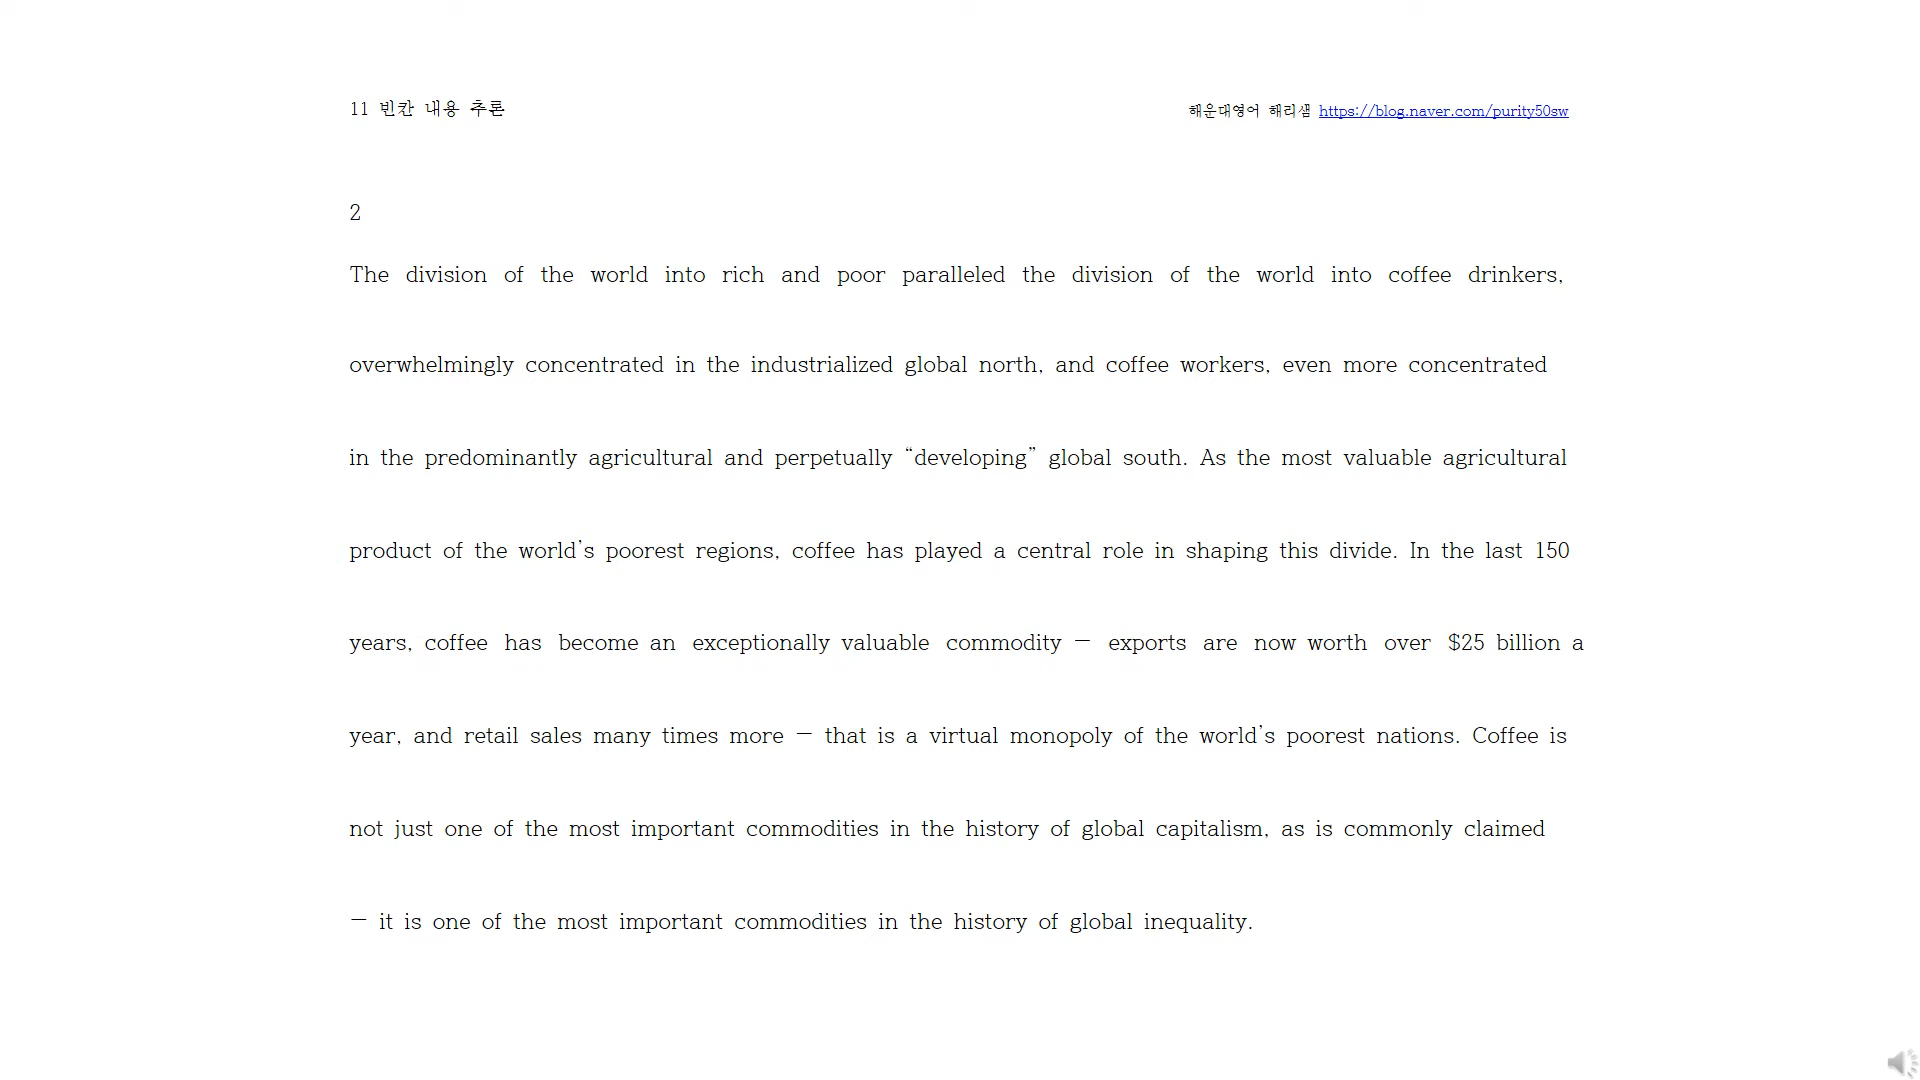 11 빈칸 내용 추론
해운대영어 해리샘 https://blog.naver.com/purity50sw
2
The division of the world into rich and poor paralleled the division of the world into coffee drinkers,
overwhelmingly concentrated in the industrialized global north, and coffee workers, even more concentrated
in the predominantly agricultural and perpetually “developing” global south. As the most valuable agricultural
product of the world’s poorest regions, coffee has played a central role in shaping this divide. In the last 150
years, coffee has become an exceptionally valuable commodity — exports are now worth over $25 billion a
year, and retail sales many times more — that is a virtual monopoly of the world’s poorest nations. Coffee is
not just one of the most important commodities in the history of global capitalism, as is commonly claimed
— it is one of the most important commodities in the history of global inequality.